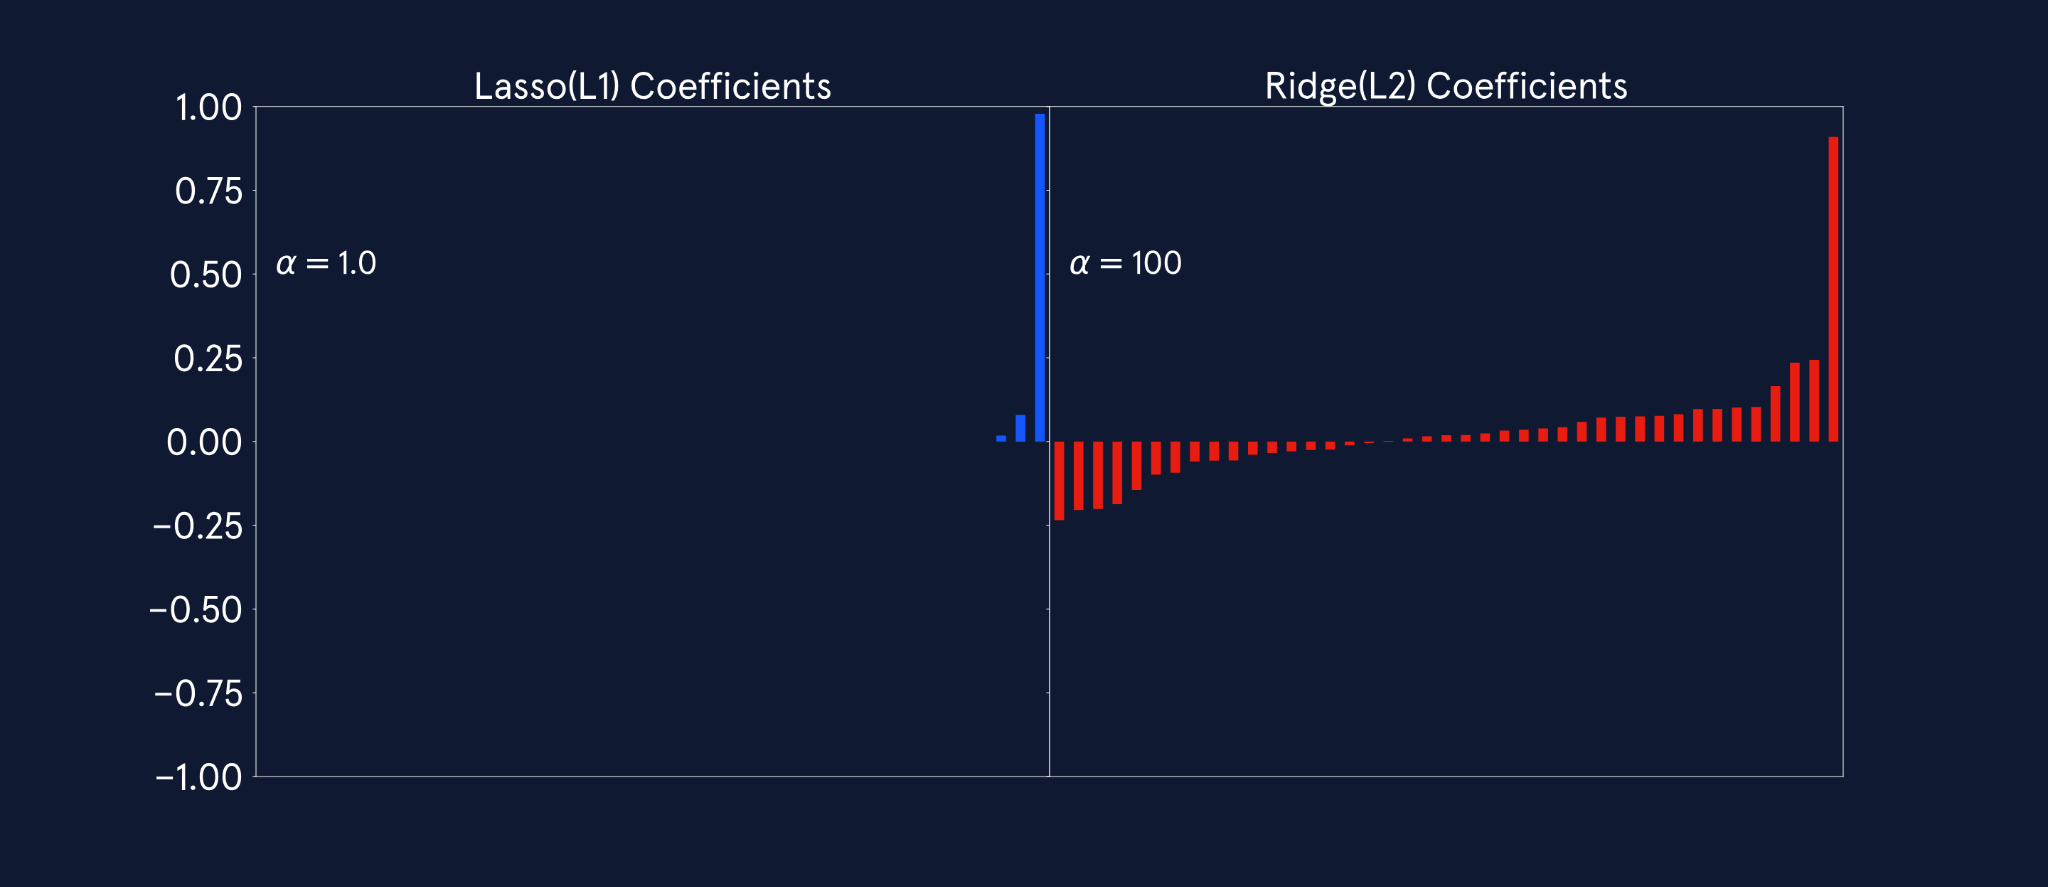 Lasso(L1) Coefficients
Ridge(L2) Coefficients
1.00
0.75
0.50
0.25
0.00
−0.25
−0.50
−0.75
−1.00
α = 1.0
α = 100